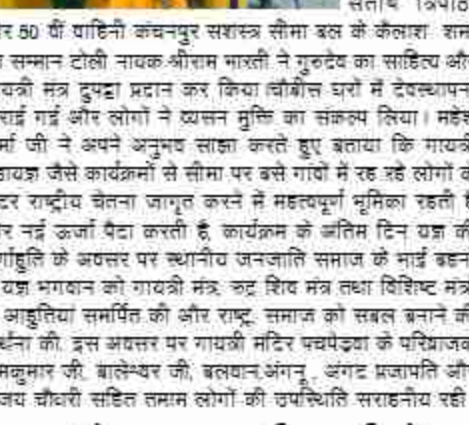 सतीष त्रिपाठ
र 50 वीं वाहिनी कंचनपुर सशस्त्र सीमा बल के कैलाश शम
सम्मान टोली नायक श्रीराम भारती ने गुरुदेव का साहित्य औ
यत्री मंत्र दुपट्टा प्रदान कर किया।चौबीस घरों में देवस्थापन
राई गई और लोगों ने व्यसन मुक्ति का संकल्प लिया। महेश
र्मा जी ने अपने अनुभव साझा करते हुए बताया कि गायत्र
हायज्ञ जैसे कार्यक्रमों से सीमा पर बसे गावों में रह रहे लोगों क
दर राष्ट्रीय चेतना जागृत करने में महत्वपूर्ण भूमिका रहती है
र नई ऊर्जा पैदा करती है, कार्यक्रम के अंतिम दिन यज्ञ की
र्णाहुति के अवसर पर स्थानीय जनजाति समाज के भाई बहन
यज्ञ भगवान को गायत्री मंत्र, रुद्र शिव मंत्र तथा विशिष्ट मंत्र
आहुतियां समर्पित की और राष्ट्र, समाज को सबल बनाने क
र्थना की. इस अवसर पर गायत्री मंदिर पचपेड़वा के परिव्राजक
मकुमार जी, बालेश्वर जी, बलवान,अंगनू , अंगद प्रजापति औ
जय चौधरी सहित तमाम लोगों की उपस्थिति सराहनीय रही